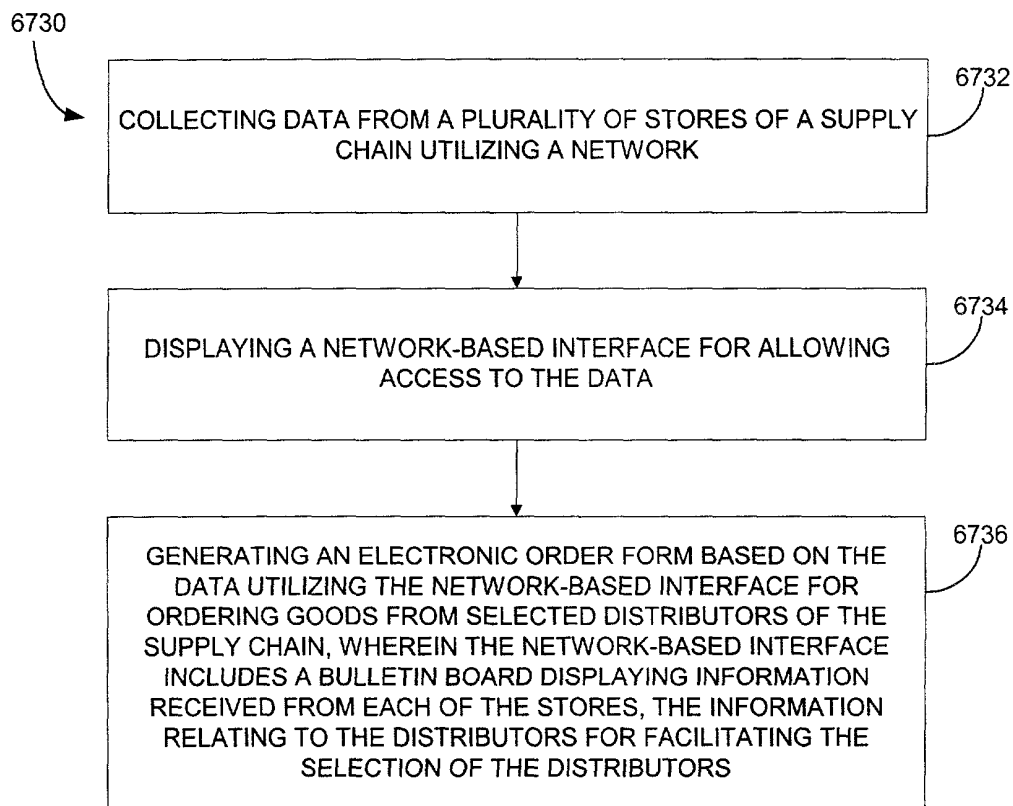 6730
6732
COLLECTING DATA FROM A PLURALITY OF STORES OF A SUPPLY
CHAIN UTILIZING A NETWORK
6734
DISPLAYING A NETWORK-BASED INTERFACE FOR ALLOWING
ACCESS TO THE DATA
6736
GENERATING AN ELECTRONIC ORDER FORM BASED ON THE
DATA UTILIZING THE NETWORK-BASED INTERFACE FOR
ORDERING GOODS FROM SELECTED DISTRIBUTORS OF THE
SUPPLY CHAIN, WHEREIN THE NETWORK-BASED INTERFACE
INCLUDES A BULLETIN BOARD DISPLAYING INFORMATION
RECEIVED FROM EACH OF THE STORES, THE INFORMATION
RELATING TO THE DISTRIBUTORS FOR FACILITATING THE
SELECTION OF THE DISTRIBUTORS